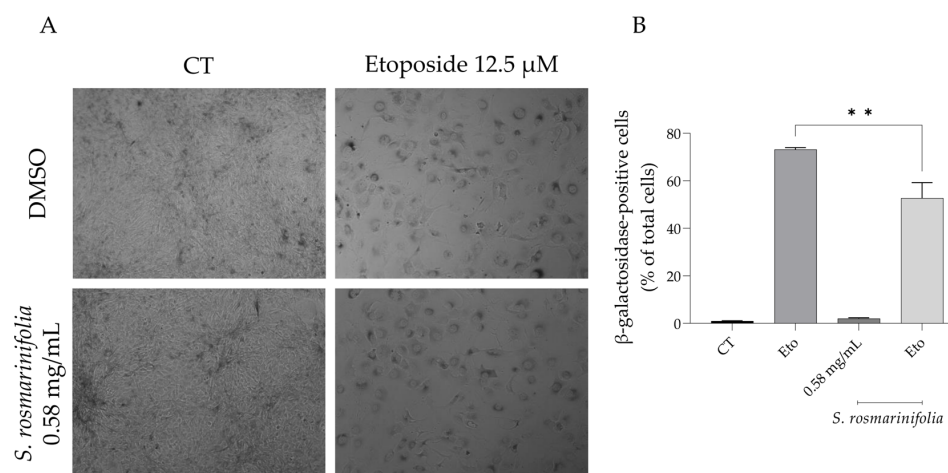 A
B
CT
Etoposide 12.5 μM
DMSO
S. rosmarinifolia
0.58 mg/mL
β-galactosidase-positive cells
(% of total cells)
80
60
40
20
0
* *
CT
Eto
0.58 mg/mL
Eto
S. rosmarinifolia